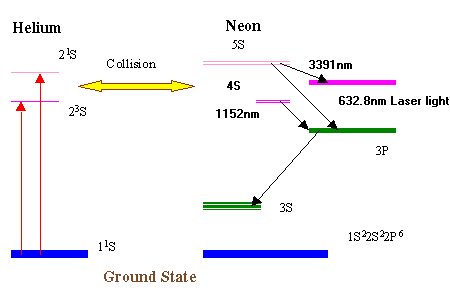 Helium
Neon
5S
2¹S
Collision
3391nm
4S
632.8nm Laser light
2³S
1152nm
3P
3S
1¹S
1S²2S²2P⁶
Ground State